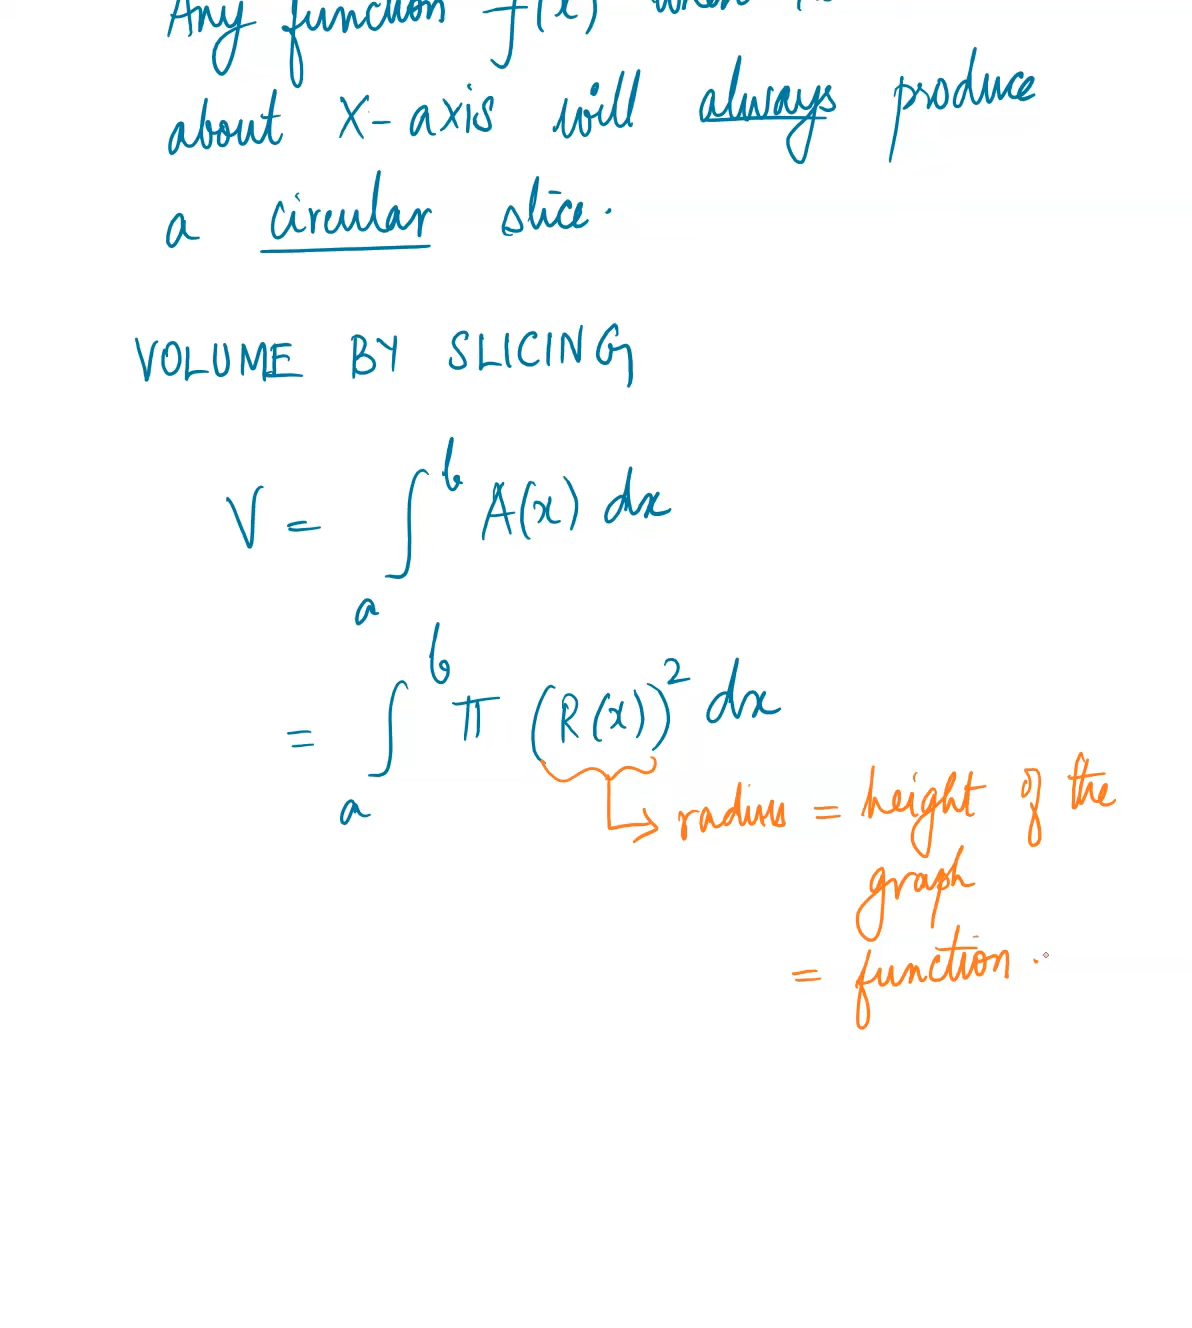 Any function f(x) when
about X-axis will always produce
a circular slice.
VOLUME BY SLICING
V = ∫_a^b A(x) dx
= ∫_a^b π (R(x))² dx
radius = height of the
graph
= function.